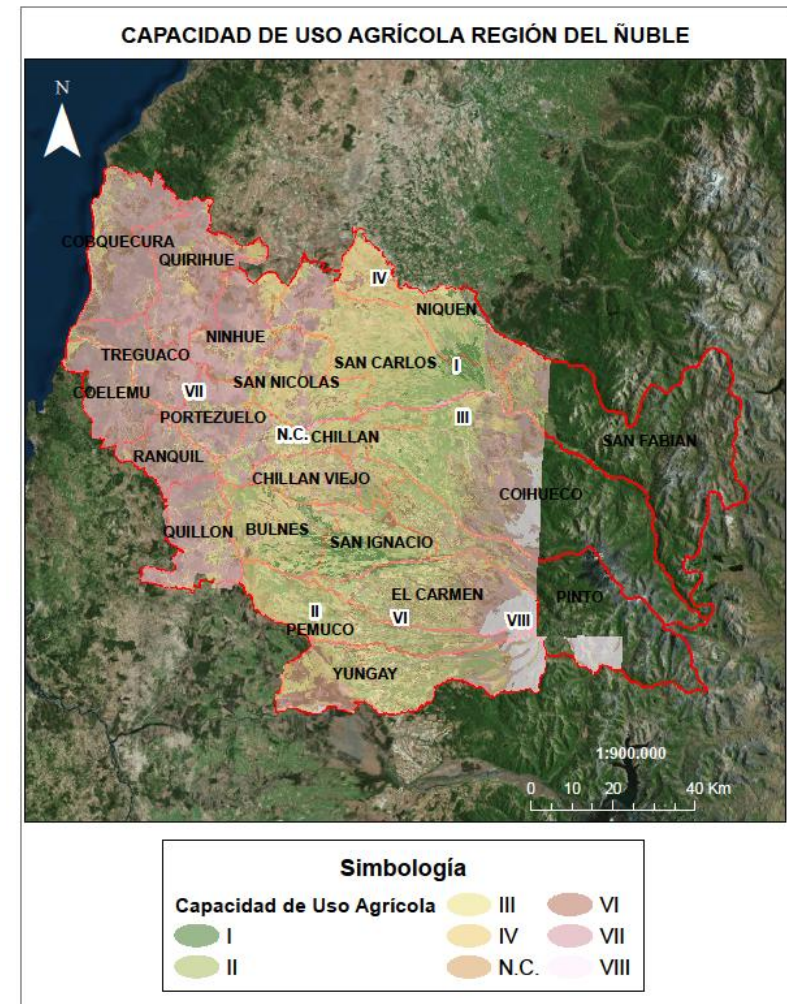 CAPACIDAD DE USO AGRÍCOLA REGIÓN DEL ÑUBLE
N
COBQUECURA
QUIRIHUE
IV
NIQUEN
NINHUE
TREGUACO
SAN CARLOS
I
COELEMU
VII
SAN NICOLAS
PORTEZUELO
III
N.C.
CHILLAN
SAN FABIAN
RANQUIL
CHILLAN VIEJO
COIHUECO
QUILLON
BULNES
SAN IGNACIO
EL CARMEN
PINTO
II
VI
VIII
PEMUCO
YUNGAY
1:900.000
0 10 20 40 Km
Simbología
Capacidad de Uso Agrícola
I
II
III
IV
N.C.
VI
VII
VIII